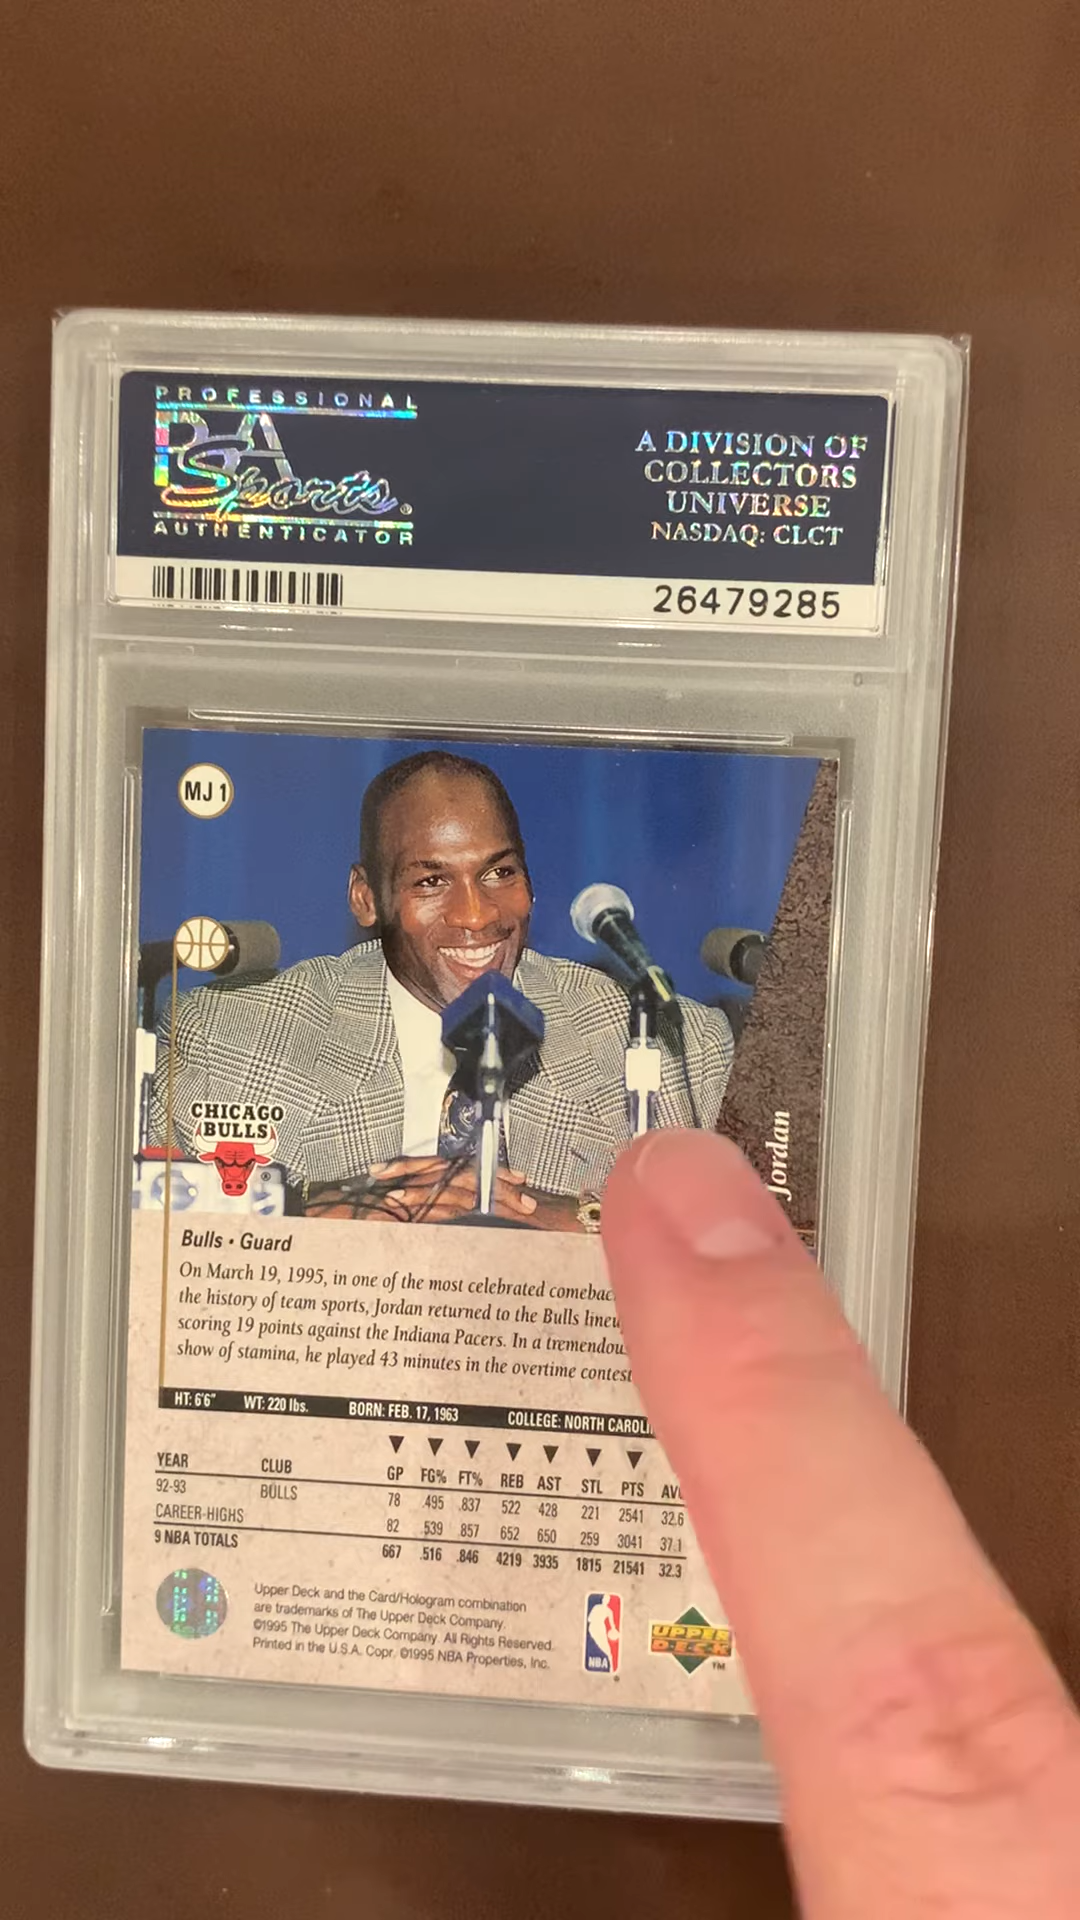 PROFESSIONAL
PSA
Sports®
AUTHENTICATOR
A DIVISION OF
COLLECTORS
UNIVERSE
NASDAQ: CLCT
26479285
MJ 1
CHICAGO
BULLS
®
Jordan
Bulls • Guard
On March 19, 1995, in one of the most celebrated
the history of team sports, Jordan returned to the Bulls
scoring 19 points against the Indiana Pacers. In a
show of stamina, he played 43 minutes in the overtime contest
HT: 6'6" WT: 220 lbs. BORN: FEB. 17, 1963 COLLEGE: NORTH
YEAR CLUB GP FG% FT% REB AST STL PTS
92-93 BULLS 78 .495 .837 522 428 221 2541 32.6
CAREER-HIGHS 82 .539 .857 652 650 259 3041 37.1
9 NBA TOTALS 667 .516 .846 4219 3935 1815 21541 32.3
Upper Deck and the Card/Hologram combination
are trademarks of The Upper Deck Company.
©1995 The Upper Deck Company. All Rights Reserved.
Printed in the U.S.A. Copr. ©1995 NBA Properties, Inc.
NBA
®
UPPER
DECK
TM